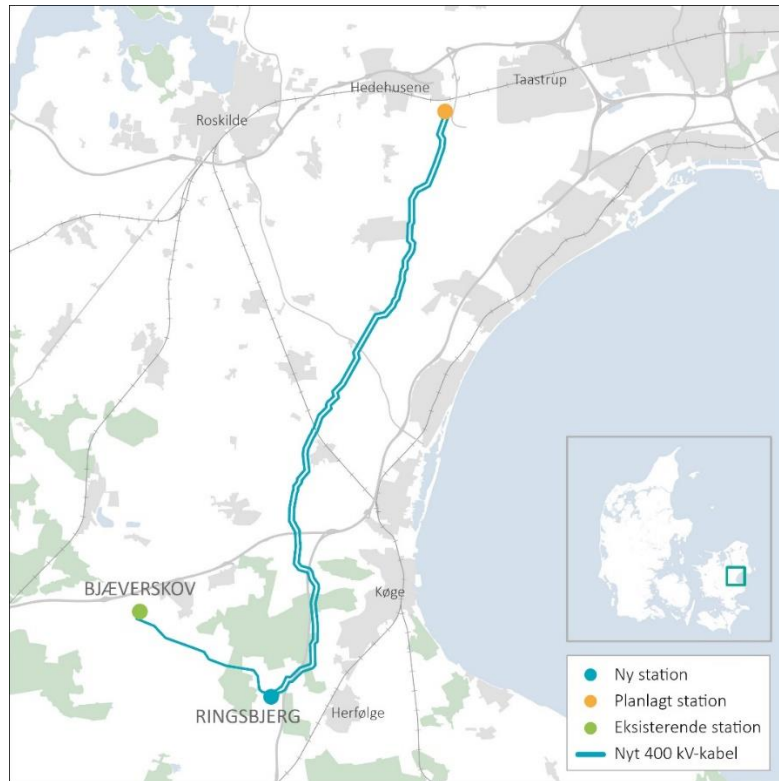 Hedehusene
Taastrup
Roskilde
BJÆVERSKOV
Køge
RINGSBJERG
Herfølge
Ny station
Planlagt station
Eksisterende station
Nyt 400 kV-kabel